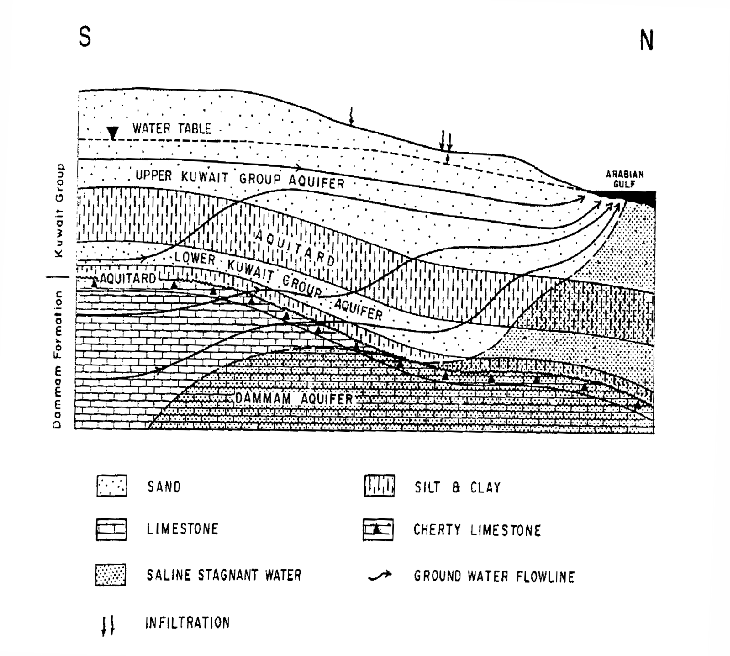 S
N
WATER TABLE
ARABIAN
GULF
UPPER KUWAIT GROUP AQUIFER
Kuwait Group
AQUITARD
LOWER KUWAIT GROUP AQUIFER
AQUITARD
Dammam Formation
DAMMAM AQUIFER
SAND
SILT & CLAY
LIMESTONE
CHERTY LIMESTONE
SALINE STAGNANT WATER
GROUND WATER FLOWLINE
INFILTRATION